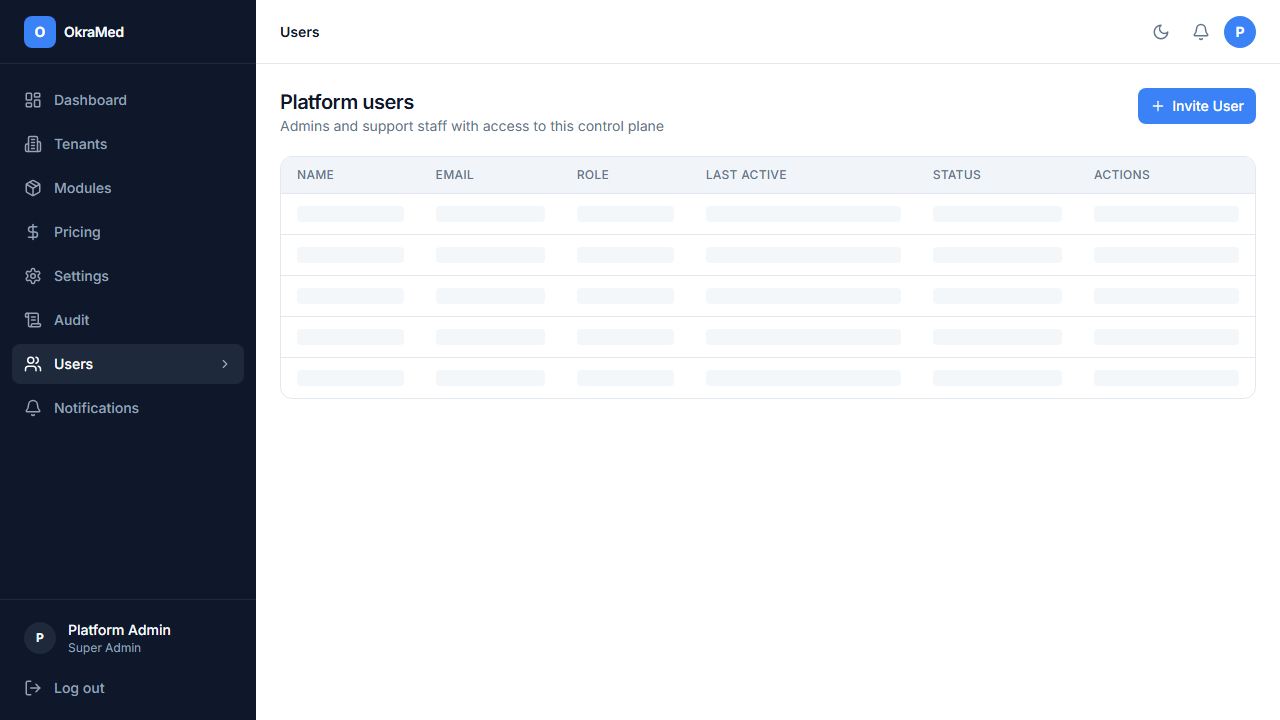 O OkraMed
Users
P
Dashboard
Tenants
Modules
Pricing
Settings
Audit
Users
Notifications
Platform users
Admins and support staff with access to this control plane
Invite User
NAME EMAIL ROLE LAST ACTIVE STATUS ACTIONS
P
Platform Admin
Super Admin
Log out